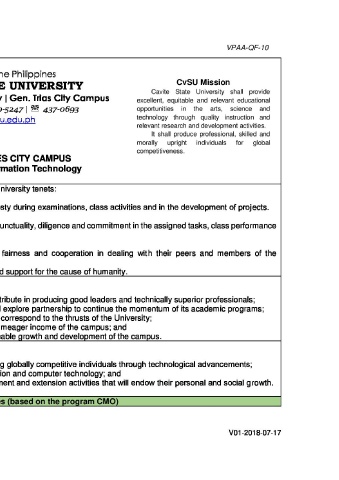 VPAA-QF-10
he Philippines
E UNIVERSITY
y | Gen. Trias City Campus
9-5247 | ☏ 437-0693
u.edu.ph
CvSU Mission
Cavite State University shall provide
excellent, equitable and relevant educational
opportunities in the arts, science and
technology through quality instruction and
relevant research and development activities.
It shall produce professional, skilled and
morally upright individuals for global
competitiveness.
ES CITY CAMPUS
rmation Technology
niversity tenets:
sty during examinations, class activities and in the development of projects.
unctuality, diligence and commitment in the assigned tasks, class performance
fairness and cooperation in dealing with their peers and members of the
d support for the cause of humanity.
tribute in producing good leaders and technically superior professionals;
d explore partnership to continue the momentum of its academic programs;
correspond to the thrusts of the University;
meager income of the campus; and
nable growth and development of the campus.
ng globally competitive individuals through technological advancements;
tion and computer technology; and
ment and extension activities that will endow their personal and social growth.
es (based on the program CMO)
V01-2018-07-17